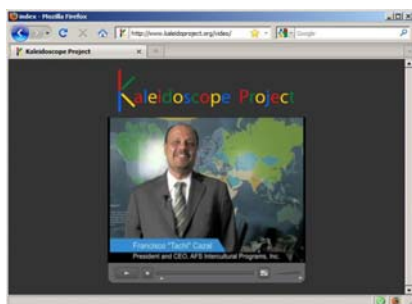 index - Mozilla Firefox
http://www.kaleidoproject.org/video/
Google
Kaleidoscope Project
Kaleidoscope Project
Francisco "Tachi" Cazal
President and CEO, AFS Intercultural Programs, Inc.